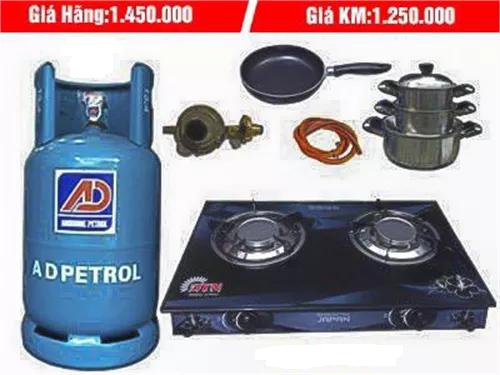 Giá Hãng:1.450.000
Giá KM:1.250.000
AD
ADPETROL
JAPAN